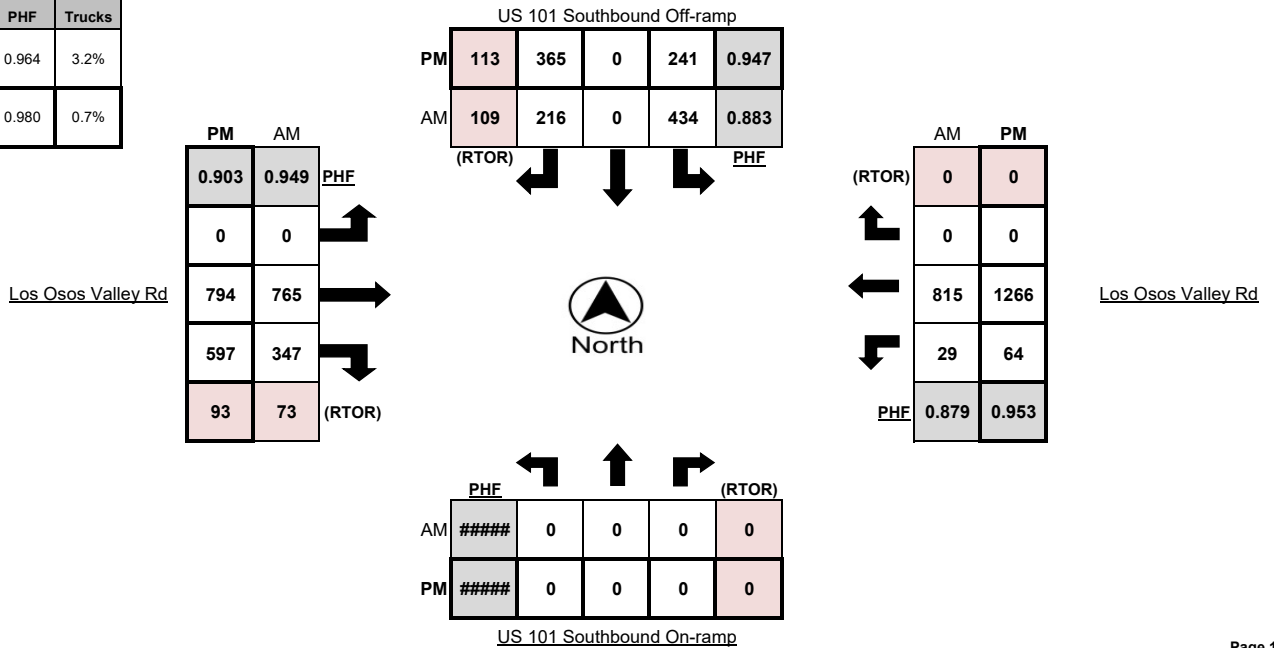 PHF Trucks
0.964 3.2%
0.980 0.7%
US 101 Southbound Off-ramp
PM 113 365 0 241 0.947
AM 109 216 0 434 0.883
(RTOR) PHF
PM AM
0.903 0.949 PHF
0 0
Los Osos Valley Rd 794 765
597 347
93 73 (RTOR)
North
AM PM
(RTOR) 0 0
0 0
815 1266 Los Osos Valley Rd
29 64
PHF 0.879 0.953
PHF (RTOR)
AM ##### 0 0 0 0
PM ##### 0 0 0 0
US 101 Southbound On-ramp